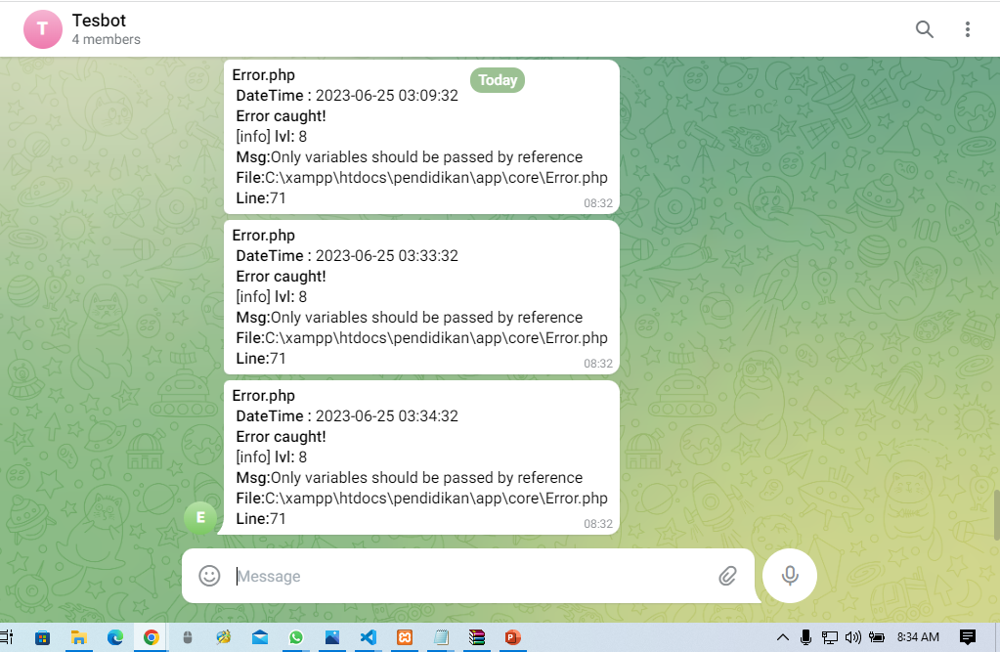 T
Tesbot
4 members
Today
Error.php
DateTime : 2023-06-25 03:09:32
Error caught!
[info] lvl: 8
Msg:Only variables should be passed by reference
File:C:\xampp\htdocs\pendidikan\app\core\Error.php
Line:71
08:32
Error.php
DateTime : 2023-06-25 03:33:32
Error caught!
[info] lvl: 8
Msg:Only variables should be passed by reference
File:C:\xampp\htdocs\pendidikan\app\core\Error.php
Line:71
08:32
Error.php
DateTime : 2023-06-25 03:34:32
Error caught!
[info] lvl: 8
Msg:Only variables should be passed by reference
File:C:\xampp\htdocs\pendidikan\app\core\Error.php
Line:71
08:32
E
Message
8:34 AM